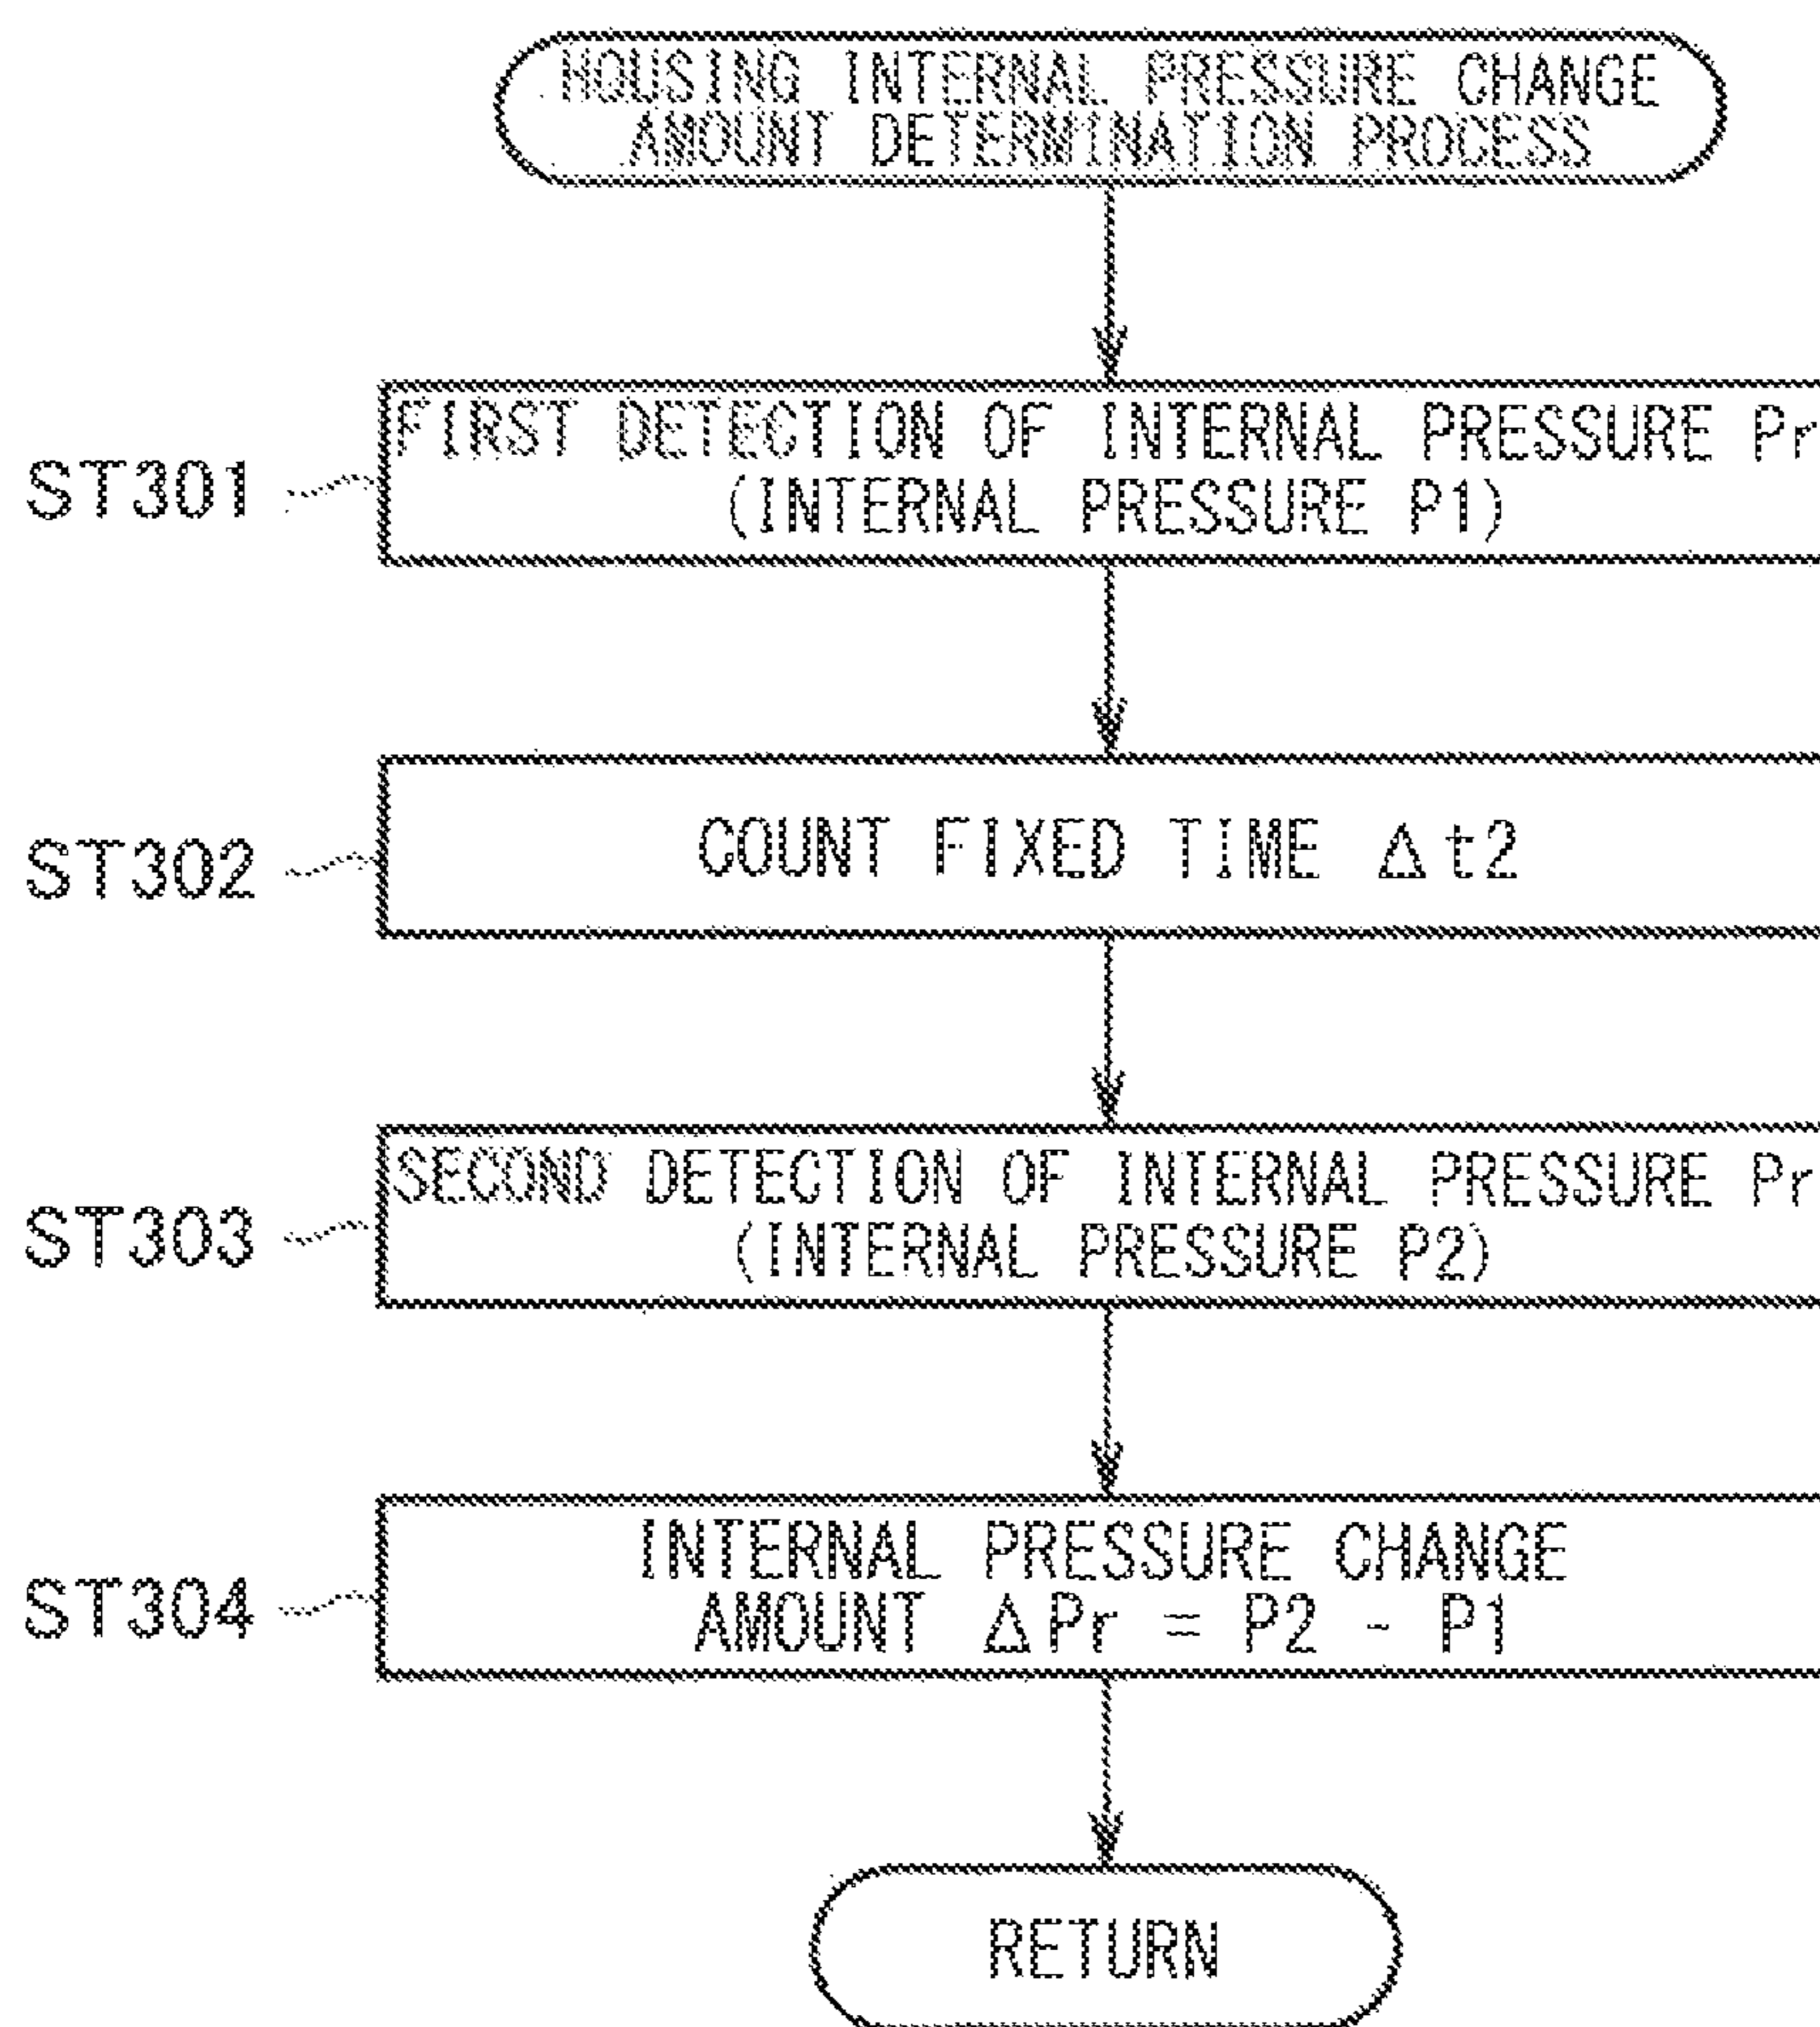 HOUSING INTERNAL PRESSURE CHANGE
AMOUNT DETERMINATION PROCESS
ST301
FIRST DETECTION OF INTERNAL PRESSURE Pr
(INTERNAL PRESSURE P1)
ST302
COUNT FIXED TIME Δt2
ST303
SECOND DETECTION OF INTERNAL PRESSURE Pr
(INTERNAL PRESSURE P2)
ST304
INTERNAL PRESSURE CHANGE
AMOUNT ΔPr = P2 - P1
RETURN